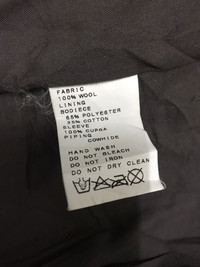 FABRIC
100% WOOL
LINING
BODIECE
65% POLYESTER
35% COTTON
SLEEVE
100% CUPRA
PIPING
COWHIDE
HAND WASH
DO NOT BLEACH
DO NOT IRON
DO NOT DRY CLEAN